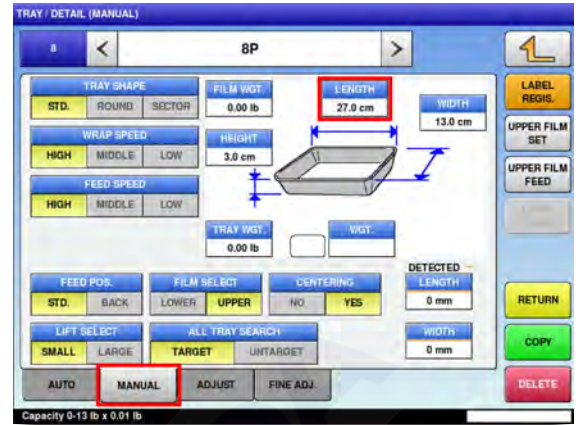 TRAY / DETAIL (MANUAL)
8 < 8P >
TRAY SHAPE
STD. ROUND SECTOR
FILM WGT.
0.00 lb
LENGTH
27.0 cm
WIDTH
13.0 cm
LABEL REGIS.
WRAP SPEED
HIGH MIDDLE LOW
HEIGHT
3.0 cm
UPPER FILM SET
FEED SPEED
HIGH MIDDLE LOW
UPPER FILM FEED
TRAY WGT.
0.00 lb
WGT.
FEED POS.
STD. BACK
FILM SELECT
LOWER UPPER
CENTERING
NO YES
DETECTED
LENGTH
0 mm
RETURN
LIFT SELECT
SMALL LARGE
ALL TRAY SEARCH
TARGET UNTARGET
WIDTH
0 mm
COPY
AUTO MANUAL ADJUST FINE ADJ.
DELETE
Capacity 0-13 lb x 0.01 lb